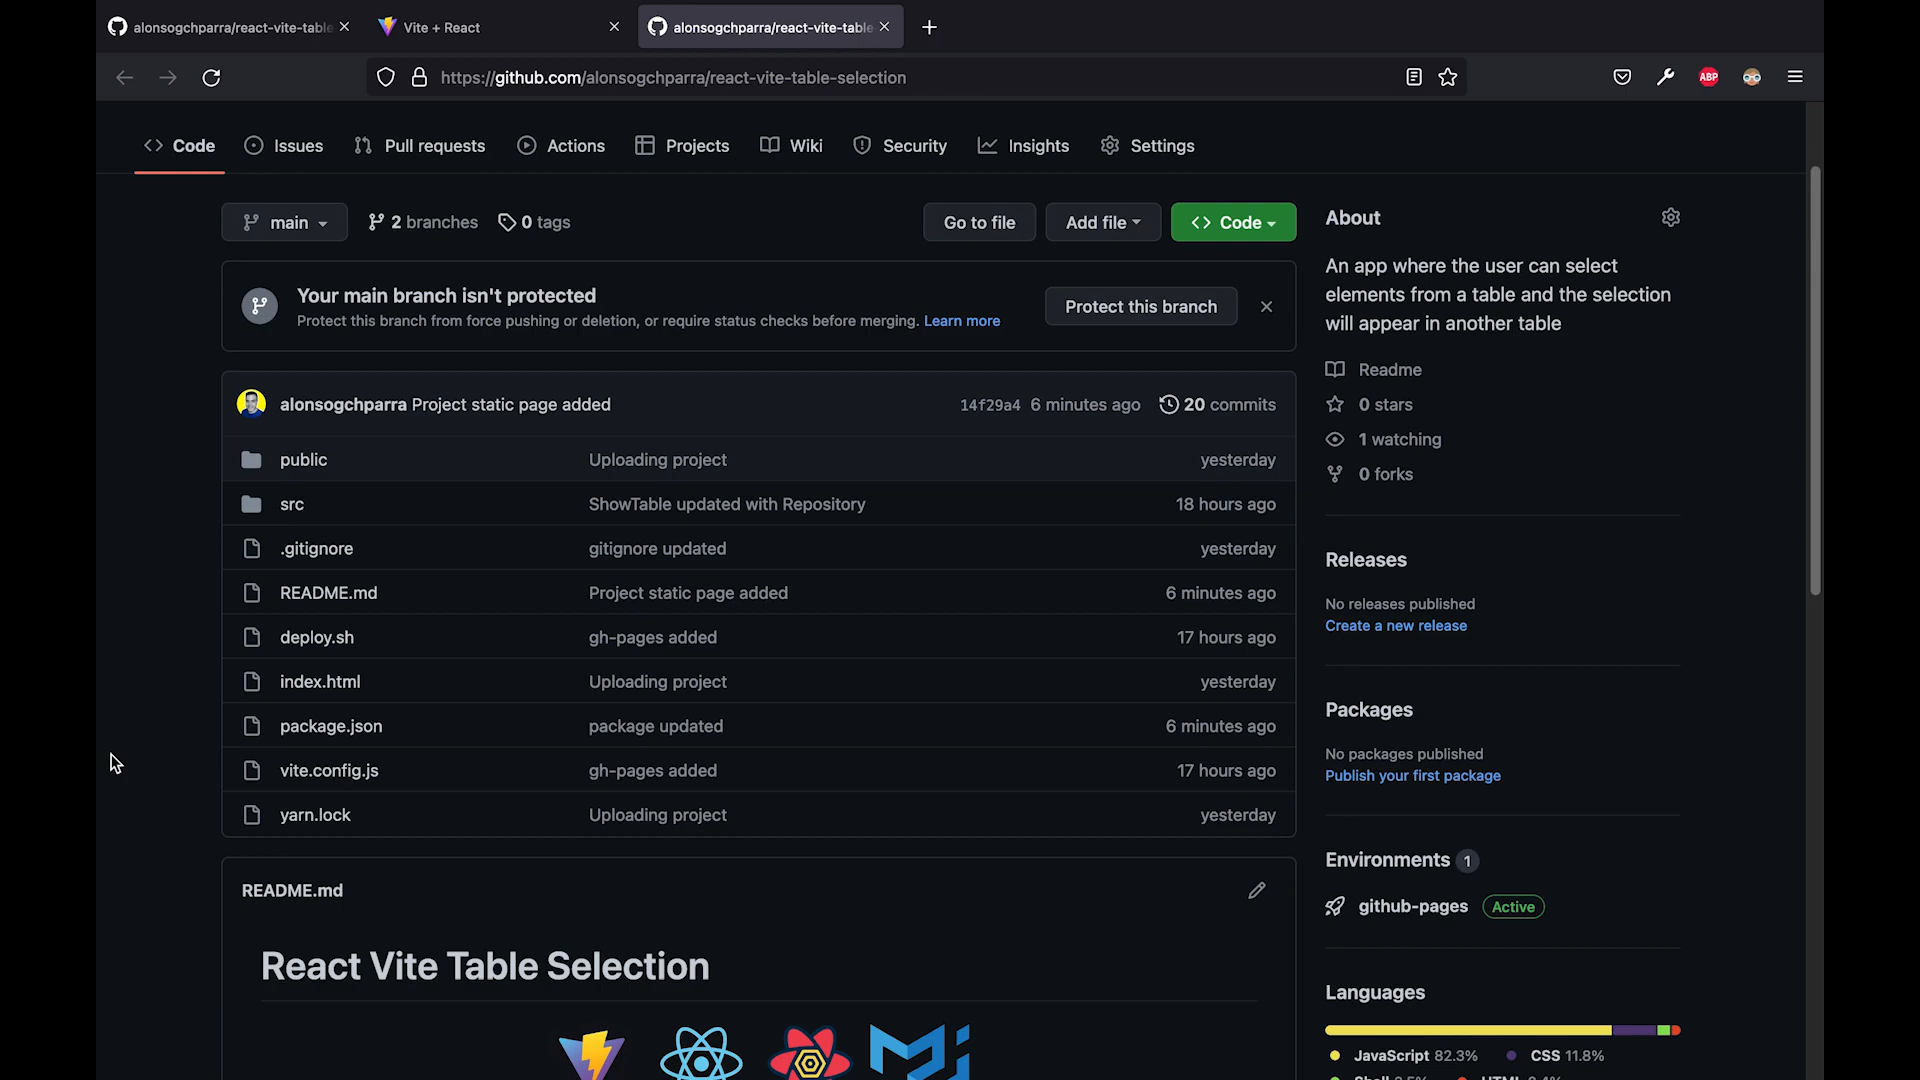 alonsogchparra/react-vite-table
Vite + React
alonsogchparra/react-vite-table
https://github.com/alonsogchparra/react-vite-table-selection
ABP
Code
Issues
Pull requests
Actions
Projects
Wiki
Security
Insights
Settings
main
2 branches
0 tags
Go to file
Add file
Code
Your main branch isn't protected
Protect this branch from force pushing or deletion, or require status checks before merging. Learn more
Protect this branch
alonsogchparra Project static page added
14f29a4 6 minutes ago
20 commits
public Uploading project yesterday
src ShowTable updated with Repository 18 hours ago
.gitignore gitignore updated yesterday
README.md Project static page added 6 minutes ago
deploy.sh gh-pages added 17 hours ago
index.html Uploading project yesterday
package.json package updated 6 minutes ago
vite.config.js gh-pages added 17 hours ago
yarn.lock Uploading project yesterday
README.md
React Vite Table Selection
About
An app where the user can select
elements from a table and the selection
will appear in another table
Readme
0 stars
1 watching
0 forks
Releases
No releases published
Create a new release
Packages
No packages published
Publish your first package
Environments 1
github-pages Active
Languages
JavaScript 82.3% CSS 11.8%